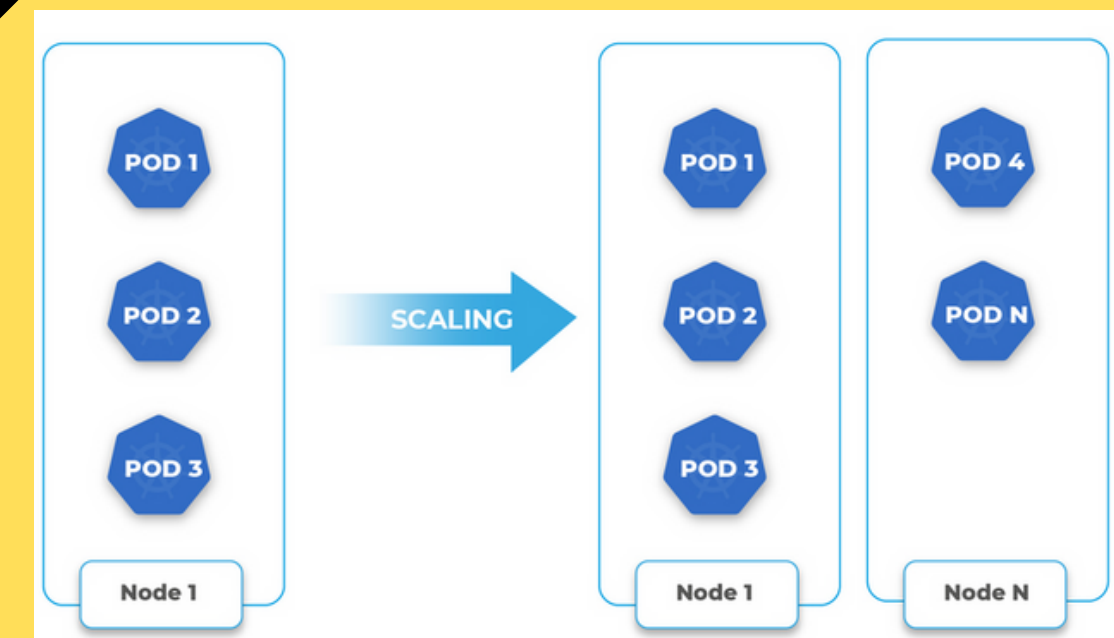 POD 1
POD 2
POD 3
Node 1
SCALING
POD 1
POD 2
POD 3
Node 1
POD 4
POD N
Node N